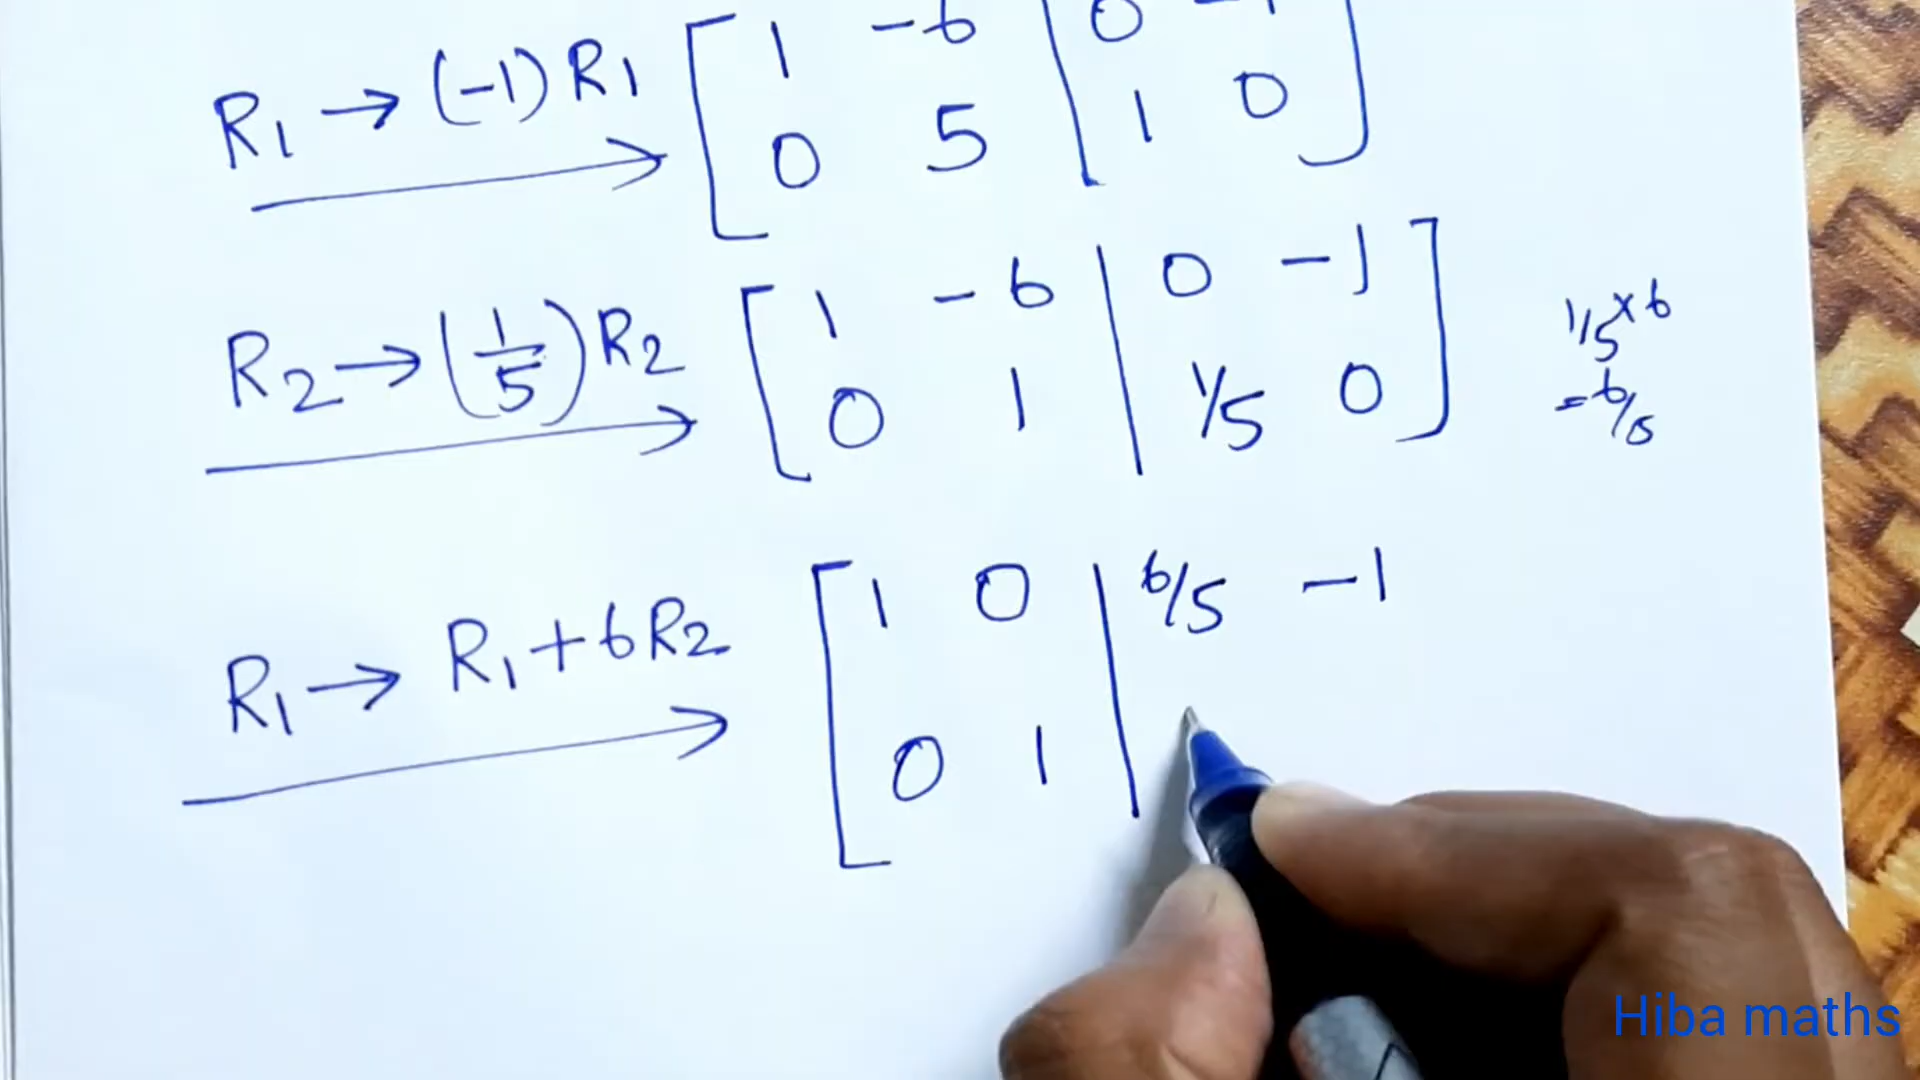 R1 → (-1) R1 [ 1 -6 | 0 -1 ]
[ 0 5 | 1 0 ]
R2 → (1/5) R2 [ 1 -6 | 0 -1 ]
[ 0 1 | 1/5 0 ]
1/5 × 6
= 6/5
R1 → R1 + 6R2 [ 1 0 | 6/5 -1
[ 0 1 |
Hiba maths